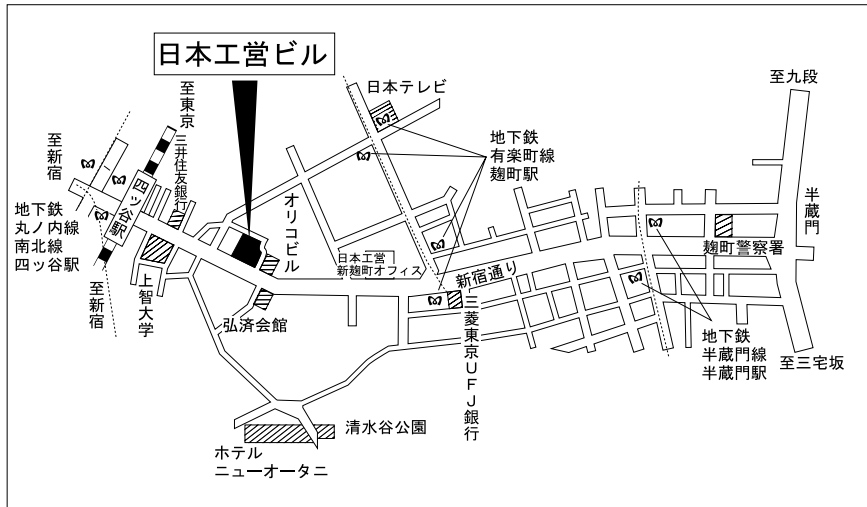 日本工営ビル
至九段
日本テレビ
至東京
三井住友銀行
至新宿
地下鉄
有楽町線
麹町駅
四ッ谷駅
オリコビル
地下鉄
丸ノ内線
南北線
四ッ谷駅
半蔵門
麹町警察署
日本工営
新麹町オフィス
新宿通り
上智大学
至新宿
弘済会館
三菱東京UFJ銀行
地下鉄
半蔵門線
半蔵門駅
至三宅坂
清水谷公園
ホテル
ニューオータニ